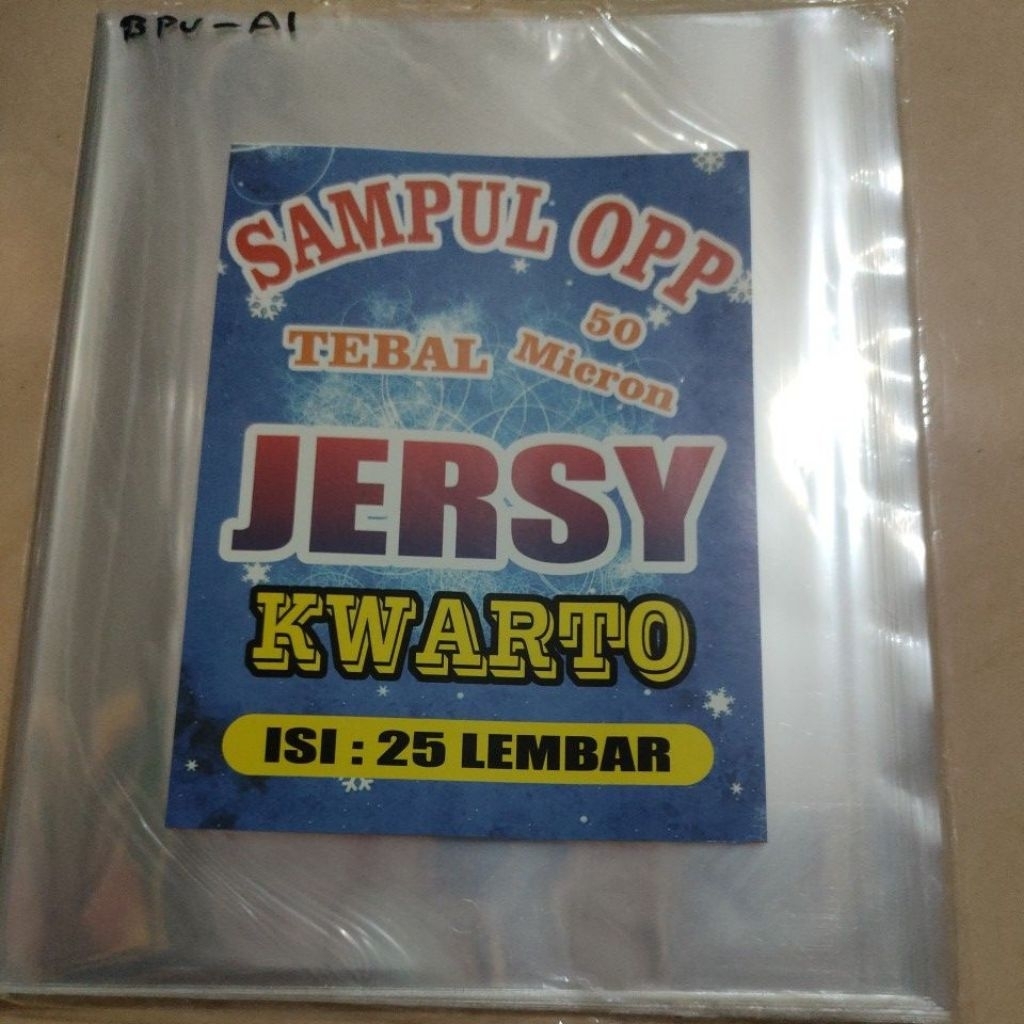 BPU-A1
SAMPUL OPP
TEBAL 50 Micron
JERSY
KWARTO
ISI : 25 LEMBAR